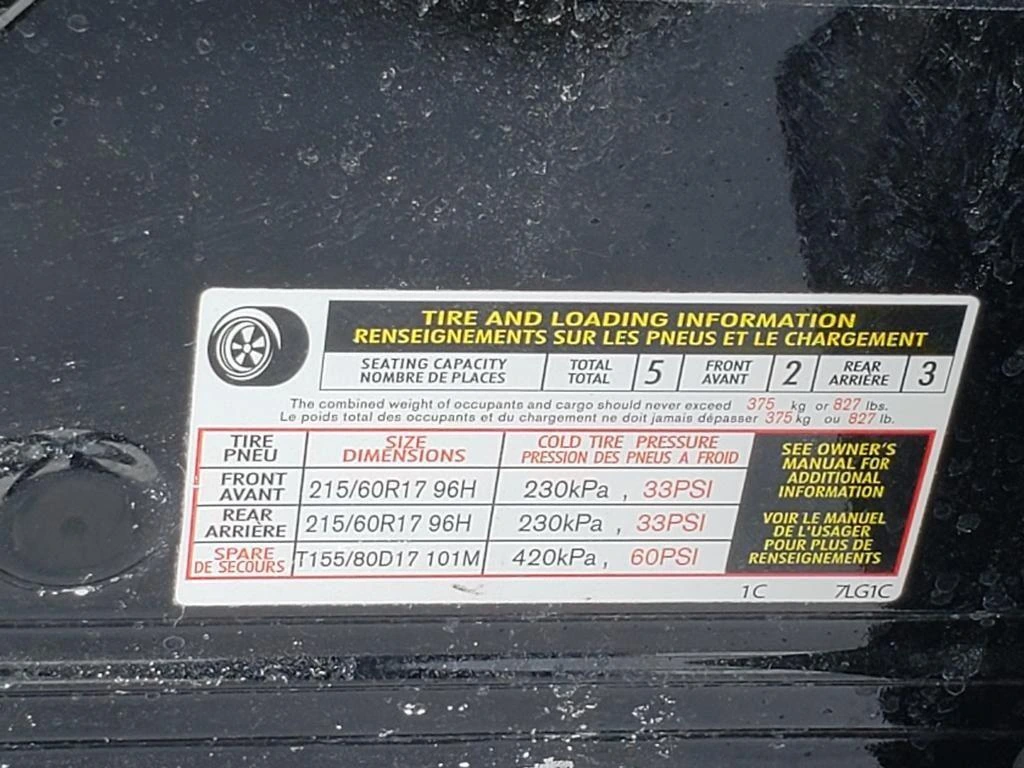 TIRE AND LOADING INFORMATION
RENSEIGNEMENTS SUR LES PNEUS ET LE CHARGEMENT
SEATING CAPACITY
NOMBRE DE PLACES
TOTAL
TOTAL
5
FRONT
AVANT
2
REAR
ARRIÈRE
3
The combined weight of occupants and cargo should never exceed 375 kg or 827 lbs.
Le poids total des occupants et du chargement ne doit jamais dépasser 375 kg ou 827 lb.
TIRE
PNEU
SIZE
DIMENSIONS
COLD TIRE PRESSURE
PRESSION DES PNEUS A FROID
FRONT
AVANT
215/60R17 96H
230kPa , 33PSI
REAR
ARRIÈRE
215/60R17 96H
230kPa , 33PSI
SPARE
DE SECOURS
T155/80D17 101M
420kPa , 60PSI
SEE OWNER'S
MANUAL FOR
ADDITIONAL
INFORMATION
VOIR LE MANUEL
DE L'USAGER
POUR PLUS DE
RENSEIGNEMENTS
1C 7LG1C